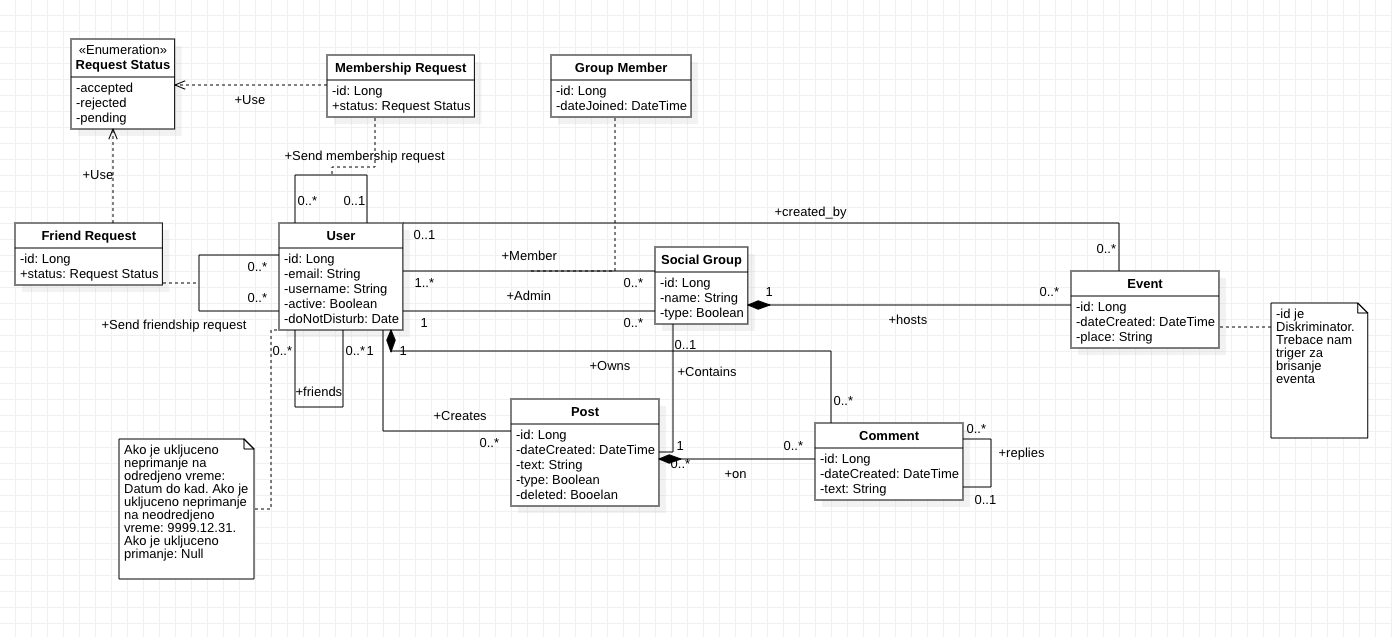 «Enumeration»
Request Status
-accepted
-rejected
-pending
Membership Request
-id: Long
+status: Request Status
Group Member
-id: Long
-dateJoined: DateTime
+Use
+Send membership request
+Use
0..*
0..1
+created_by
Friend Request
-id: Long
+status: Request Status
User
-id: Long
-email: String
-username: String
-active: Boolean
-doNotDisturb: Date
0..1
0..*
0..*
0..*
+Send friendship request
+Member
1..*
0..*
+Admin
1
0..*
Social Group
-id: Long
-name: String
-type: Boolean
1
0..*
+hosts
Event
-id: Long
-dateCreated: DateTime
-place: String
-id je
Diskriminator.
Trebace nam
triger za
brisanje
eventa
0..*
0..*
1
1
0..1
+Owns
+Contains
+friends
0..*
+Creates
0..*
Post
-id: Long
-dateCreated: DateTime
-text: String
-type: Boolean
-deleted: Booelan
1
0..*
0..*
+on
Comment
-id: Long
-dateCreated: DateTime
-text: String
0..*
+replies
0..1
Ako je ukljuceno
neprimanje na
odredjeno vreme:
Datum do kad. Ako je
ukljuceno neprimanje
na neodredjeno
vreme: 9999.12.31.
Ako je ukljuceno
primanje: Null